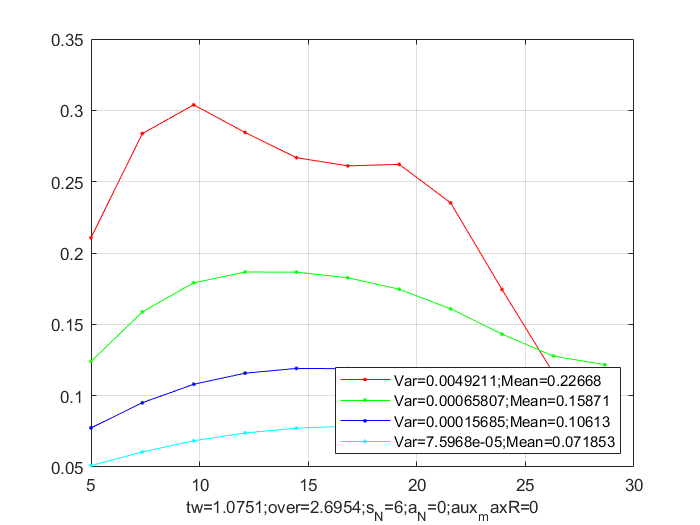 0.35
0.3
0.25
0.2
0.15
0.1
0.05
Var=0.0049211;Mean=0.22668
Var=0.00065807;Mean=0.15871
Var=0.00015685;Mean=0.10613
Var=7.5968e-05;Mean=0.071853
5 10 15 20 25 30
tw=1.0751;over=2.6954;s_N=6;a_N=0;aux_maxR=0